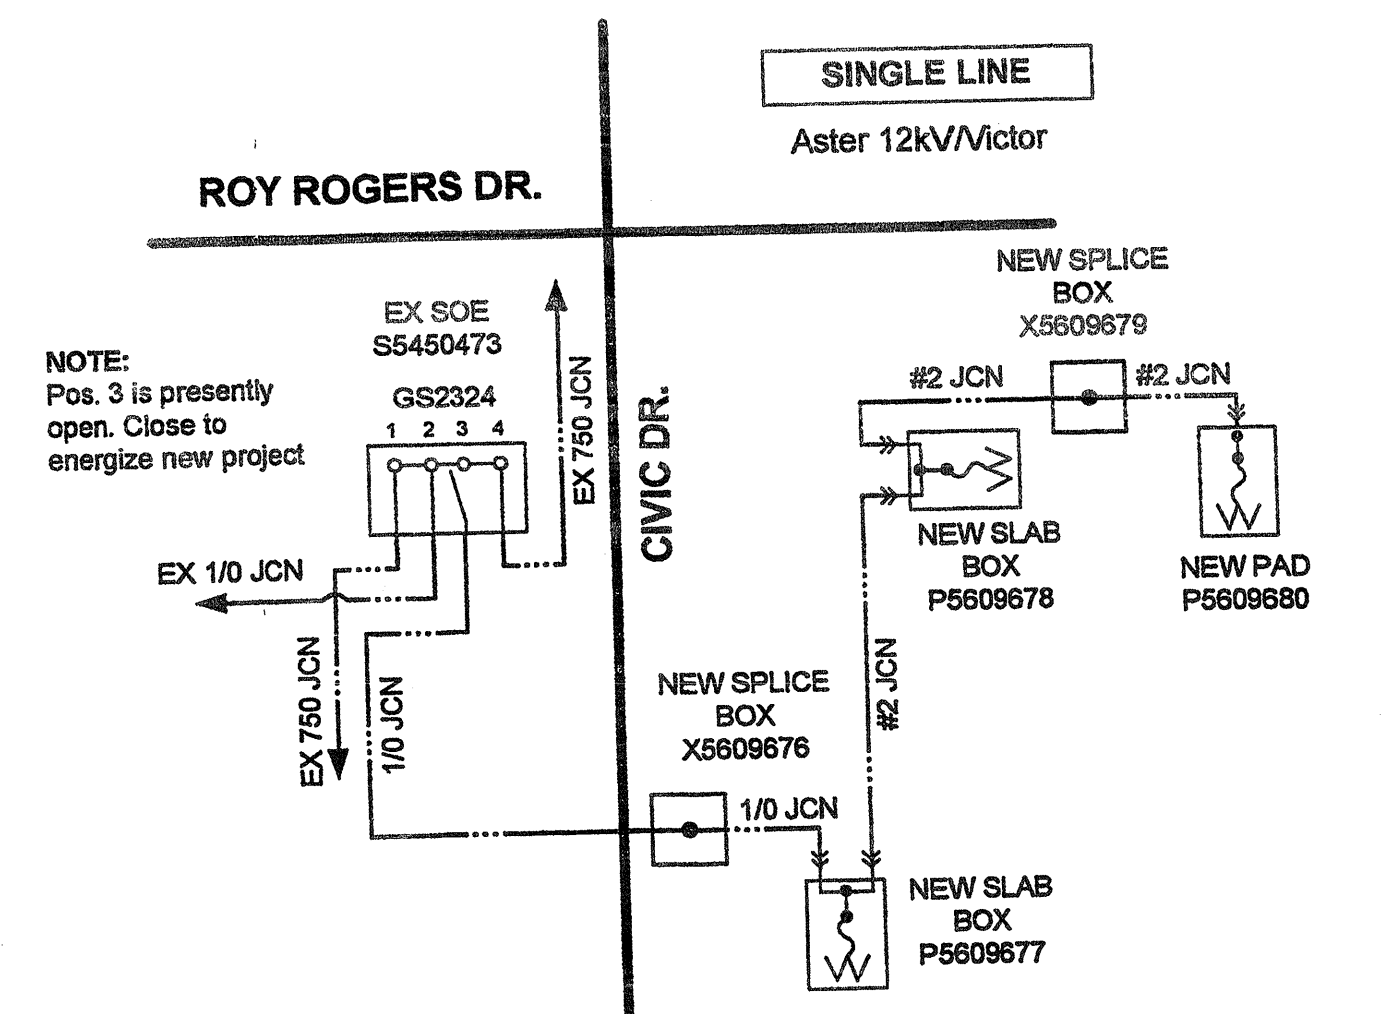 SINGLE LINE
Aster 12kV/Victor
ROY ROGERS DR.
NEW SPLICE
BOX
X5609679
EX SOE
S5450473
NOTE:
Pos. 3 is presently
open. Close to
energize new project
GS2324
1 2 3 4
EX 750 JCN
CIVIC DR.
#2 JCN
#2 JCN
NEW SLAB
BOX
P5609678
NEW PAD
P5609680
EX 1/0 JCN
EX 750 JCN
1/0 JCN
#2 JCN
NEW SPLICE
BOX
X5609676
1/0 JCN
NEW SLAB
BOX
P5609677